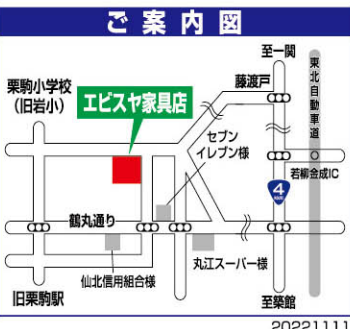 ご案内図
至一関
藤渡戸
東北自動車道
栗駒小学校
(旧岩小)
エビスヤ家具店
セブン
イレブン様
若柳金成IC
4
鶴丸通り
仙北信用組合様
丸江スーパー様
旧栗駒駅
至築館
20221111